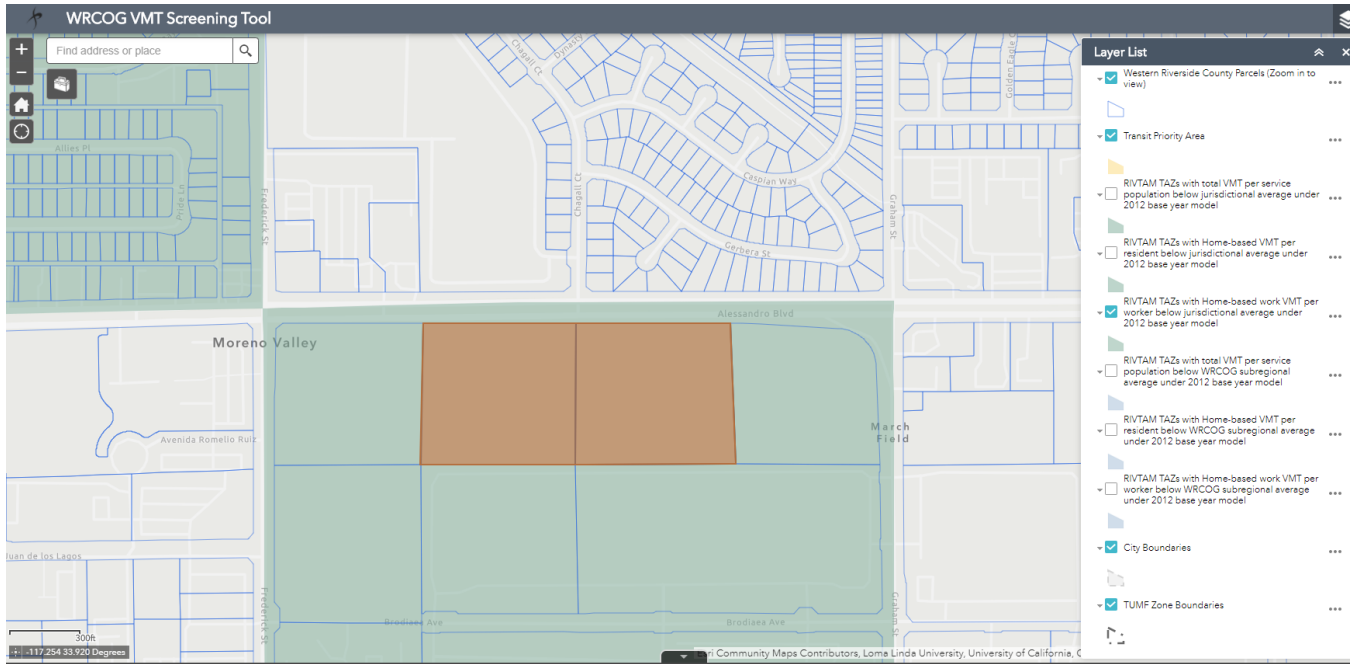 WRCOG VMT Screening Tool
Find address or place
Layer List
Western Riverside County Parcels (Zoom in to
view)
Transit Priority Area
RIVTAM TAZs with total VMT per service
population below jurisdictional average under
2012 base year model
RIVTAM TAZs with Home-based VMT per
resident below jurisdictional average under
2012 base year model
RIVTAM TAZs with Home-based work VMT per
worker below jurisdictional average under
2012 base year model
RIVTAM TAZs with total VMT per service
population below WRCOG subregional
average under 2012 base year model
RIVTAM TAZs with Home-based VMT per
resident below WRCOG subregional average
under 2012 base year model
RIVTAM TAZs with Home-based work VMT per
worker below WRCOG subregional average
under 2012 base year model
City Boundaries
TUMF Zone Boundaries
Chagall Ct
Dynasty
Golden Eagle
Allies Pl
Pride Ln
Frederick St
Chagall Ct
Caspian Way
Graham St
Gerbera St
Alessandro Blvd
Moreno Valley
March
Field
Avenida Romello Ruiz
Juan de los Lagos
Frederick St
Brodiaea Ave
Brodiaea Ave
Graham St
300ft
-117.254 33.920 Degrees
Esri Community Maps Contributors, Loma Linda University, University of California, C